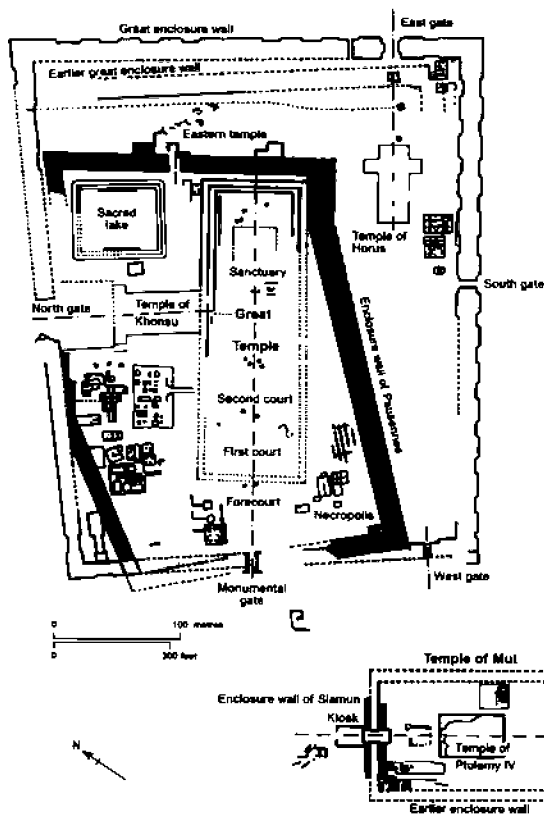 Great enclosure wall
East gate
Earlier great enclosure wall
Eastern temple
Sacred
lake
Temple of
Horus
Sanctuary
South gate
North gate
Temple of
Khonsu
Great
Temple
Enclosure wall of Psusennes
Second court
First court
Forecourt
Necropolis
Monumental
gate
West gate
0 100 metres
0 300 feet
Temple of Mut
Enclosure wall of Siamun
Kiosk
Temple of
Ptolemy IV
N
Earlier enclosure wall